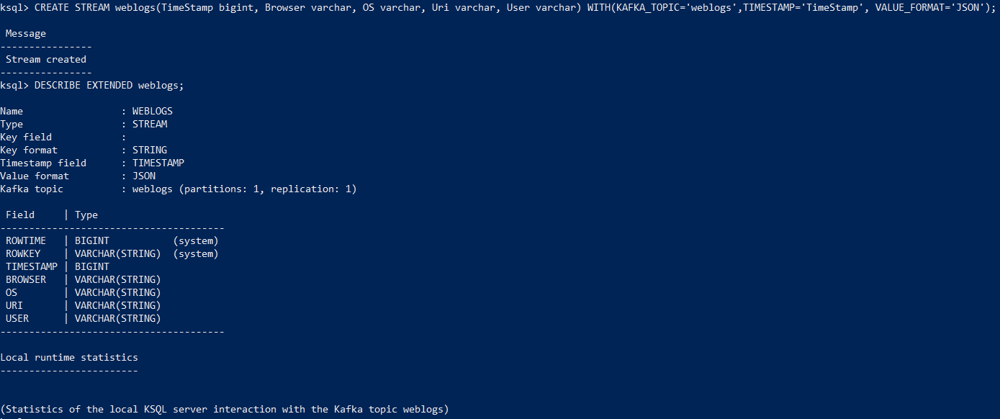 ksql> CREATE STREAM weblogs(TimeStamp bigint, Browser varchar, OS varchar, Uri varchar, User varchar) WITH(KAFKA_TOPIC='weblogs',TIMESTAMP='TimeStamp', VALUE_FORMAT='JSON');
 Message
----------------
 Stream created
----------------
ksql> DESCRIBE EXTENDED weblogs;
Name                 : WEBLOGS
Type                 : STREAM
Key field            :
Key format           : STRING
Timestamp field      : TIMESTAMP
Value format         : JSON
Kafka topic          : weblogs (partitions: 1, replication: 1)
 Field     | Type
---------------------------------------
 ROWTIME   | BIGINT           (system)
 ROWKEY    | VARCHAR(STRING)  (system)
 TIMESTAMP | BIGINT
 BROWSER   | VARCHAR(STRING)
 OS        | VARCHAR(STRING)
 URI       | VARCHAR(STRING)
 USER      | VARCHAR(STRING)
---------------------------------------
Local runtime statistics
------------------------
(Statistics of the local KSQL server interaction with the Kafka topic weblogs)